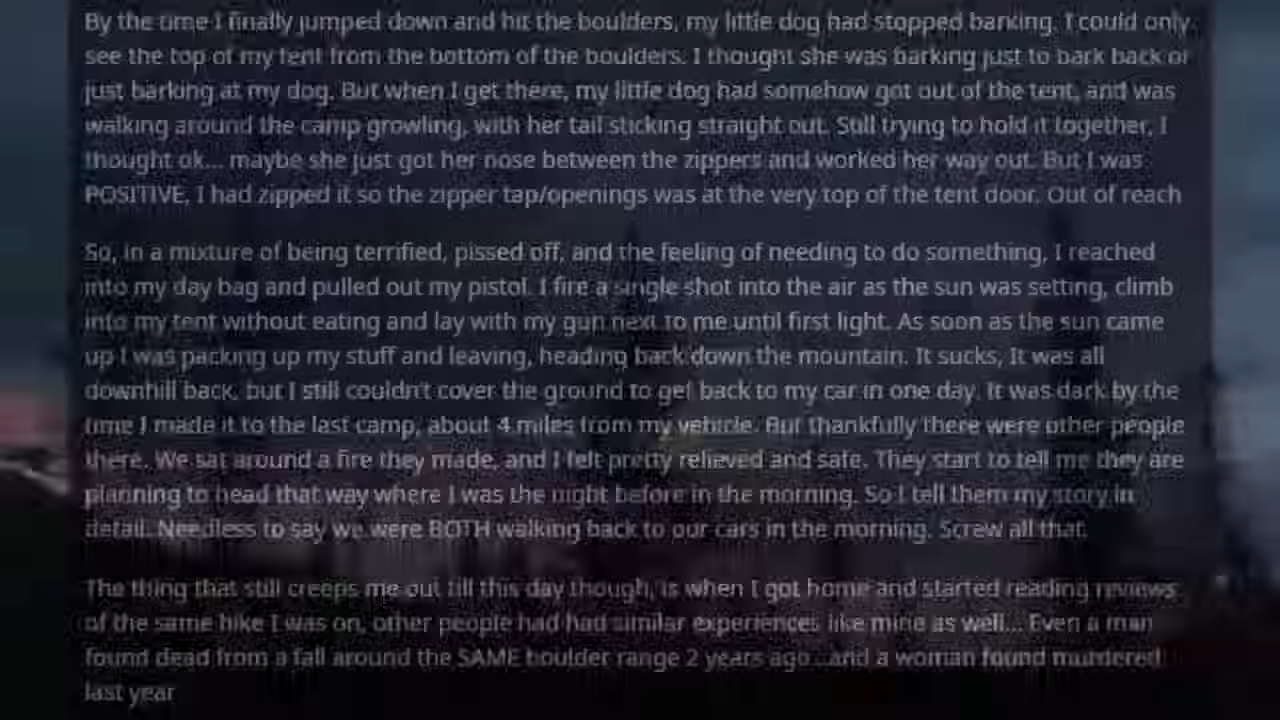 By the time I finally jumped down and hit the boulders, my little dog had stopped barking. I could only
see the top of my tent from the bottom of the boulders. I thought she was barking just to bark back or
just barking at my dog. But when I get there, my little dog had somehow got out of the tent, and was
walking around the camp growling, with her tail sticking straight out. Still trying to hold it together, I
thought ok... maybe she just got her nose between the zippers and worked her way out. But I was
POSITIVE, I had zipped it so the zipper tap/openings was at the very top of the tent door. Out of reach
So, in a mixture of being terrified, pissed off, and the feeling of needing to do something, I reached
into my day bag and pulled out my pistol. I fire a single shot into the air as the sun was setting, climb
into my tent without eating and lay with my gun next to me until first light. As soon as the sun came
up I was packing up my stuff and leaving, heading back down the mountain. It sucks, It was all
downhill back, but I still couldn't cover the ground to get back to my car in one day. It was dark by the
time I made it to the last camp, about 4 miles from my vehicle. But thankfully there were other people
there. We sat around a fire they made, and I felt pretty relieved and safe. They start to tell me they are
planning to head that way where I was the night before in the morning. So I tell them my story in
detail. Needless to say we were BOTH walking back to our cars in the morning. Screw all that.
The thing that still creeps me out till this day though, is when I got home and started reading reviews
of the same hike I was on, other people had had similar experiences like mine as well... Even a man
found dead from a fall around the SAME boulder range 2 years ago...and a woman found murdered
last year